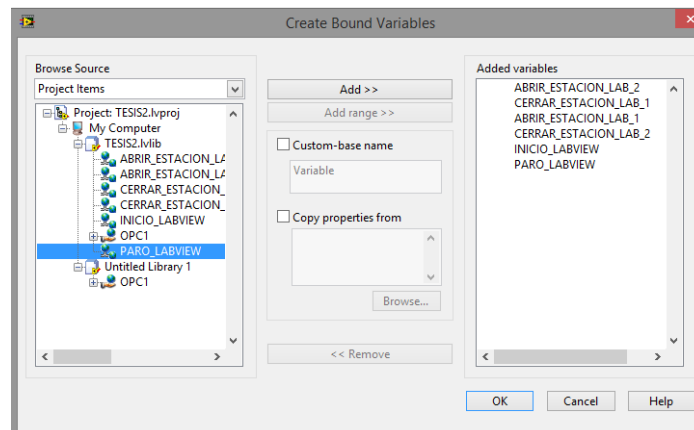 Create Bound Variables
Browse Source
Project Items
Project: TESIS2.lvproj
My Computer
TESIS2.lvlib
ABRIR_ESTACION_LA
ABRIR_ESTACION_LA
CERRAR_ESTACION_
CERRAR_ESTACION_
INICIO_LABVIEW
OPC1
PARO_LABVIEW
Untitled Library 1
OPC1
Add >>
Add range >>
Custom-base name
Variable
Copy properties from
Browse...
<< Remove
Added variables
ABRIR_ESTACION_LAB_2
CERRAR_ESTACION_LAB_1
ABRIR_ESTACION_LAB_1
CERRAR_ESTACION_LAB_2
INICIO_LABVIEW
PARO_LABVIEW
OK
Cancel
Help